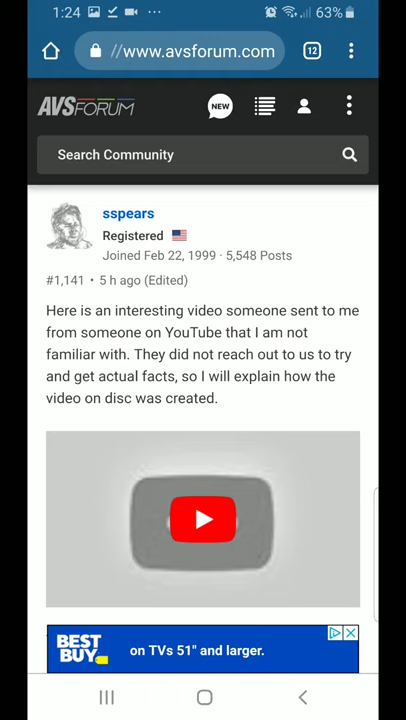 1:24
63%
//www.avsforum.com
12
AVSFORUM
NEW
Search Community
sspears
Registered
Joined Feb 22, 1999 · 5,548 Posts
#1,141 • 5 h ago (Edited)
Here is an interesting video someone sent to me
from someone on YouTube that I am not
familiar with. They did not reach out to us to try
and get actual facts, so I will explain how the
video on disc was created.
BEST
BUY
on TVs 51" and larger.